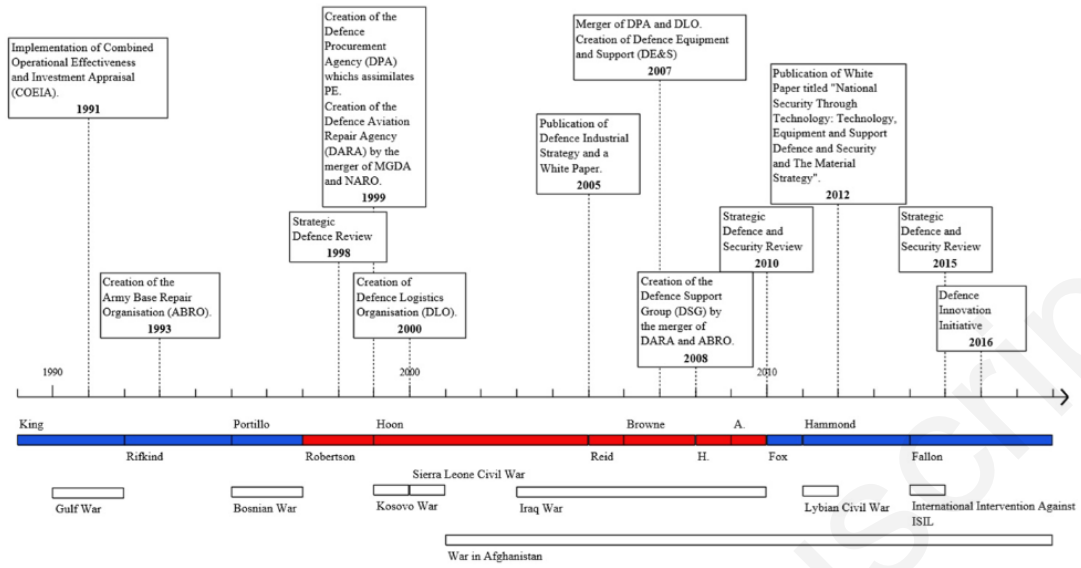 Implementation of Combined
Operational Effectiveness
and Investment Appraisal
(COEIA).
1991
Creation of the
Army Base Repair
Organisation (ABRO).
1993
Strategic
Defence Review
1998
Creation of the
Defence
Procurement
Agency (DPA)
whichs assimilates
PE.
Creation of the
Defence Aviation
Repair Agency
(DARA) by the
merger of MGDA
and NARO.
1999
Creation of
Defence Logistics
Organisation (DLO).
2000
Publication of
Defence Industrial
Strategy and a
White Paper.
2005
Merger of DPA and DLO.
Creation of Defence Equipment
and Support (DE&S)
2007
Creation of the
Defence Support
Group (DSG) by
the merger of
DARA and ABRO.
2008
Strategic
Defence and
Security Review
2010
Publication of White
Paper titled "National
Security Through
Technology: Technology,
Equipment and Support
Defence and Security
and The Material
Strategy".
2012
Strategic
Defence and
Security Review
2015
Defence
Innovation
Initiative
2016
1990
2000
2010
King
Portillo
Hoon
Browne
A.
Hammond
Rifkind
Robertson
Reid
H.
Fox
Fallon
Sierra Leone Civil War
Gulf War
Bosnian War
Kosovo War
Iraq War
Lybian Civil War
International Intervention Against
ISIL
War in Afghanistan